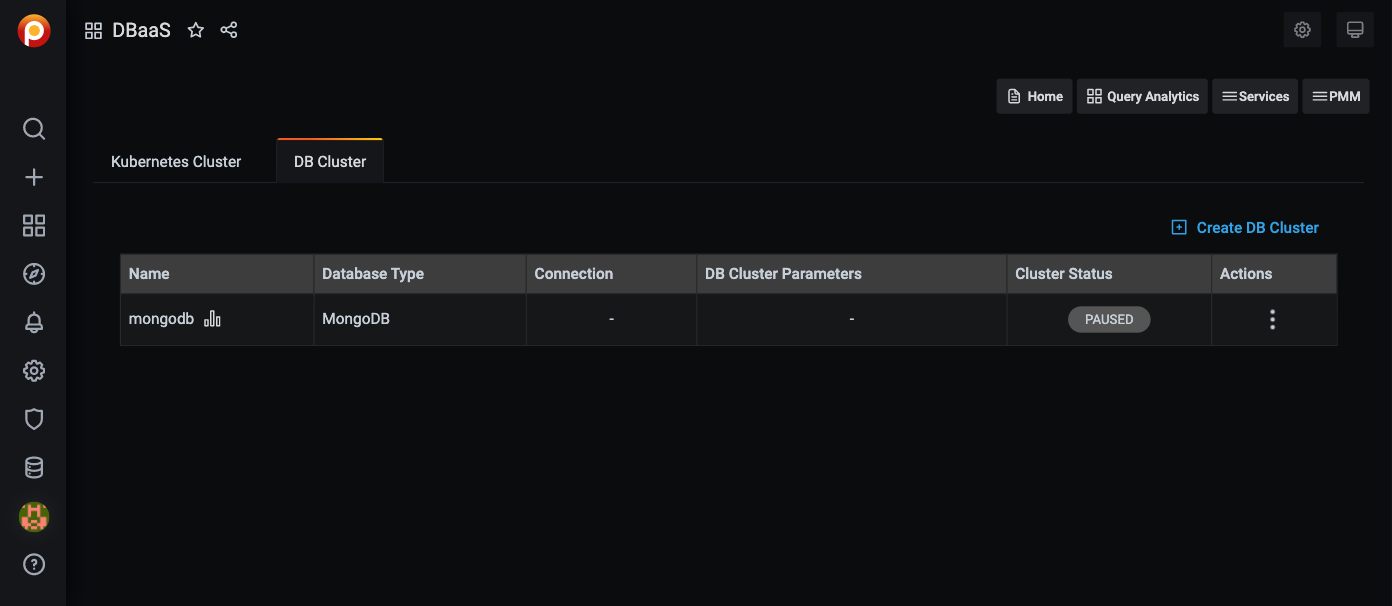 DBaaS
Home Query Analytics Services PMM
Kubernetes Cluster DB Cluster
Create DB Cluster
Name Database Type Connection DB Cluster Parameters Cluster Status Actions
mongodb MongoDB - - PAUSED